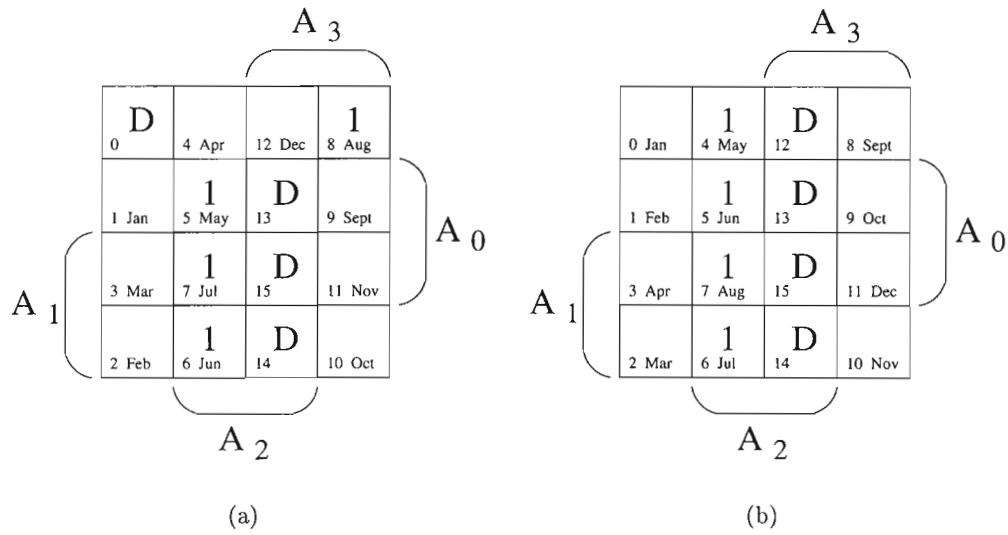 A 3 A 3
D 1 1 D
0 4 Apr 12 Dec 8 Aug 0 Jan 4 May 12 8 Sept
1 D 1 D
1 Jan 5 May 13 9 Sept 1 Feb 5 Jun 13 9 Oct
A 0 A 0
1 D 1 D
A 1 3 Mar 7 Jul 15 11 Nov A 1 3 Apr 7 Aug 15 11 Dec
1 D 1 D
2 Feb 6 Jun 14 10 Oct 2 Mar 6 Jul 14 10 Nov
A 2 A 2
(a) (b)